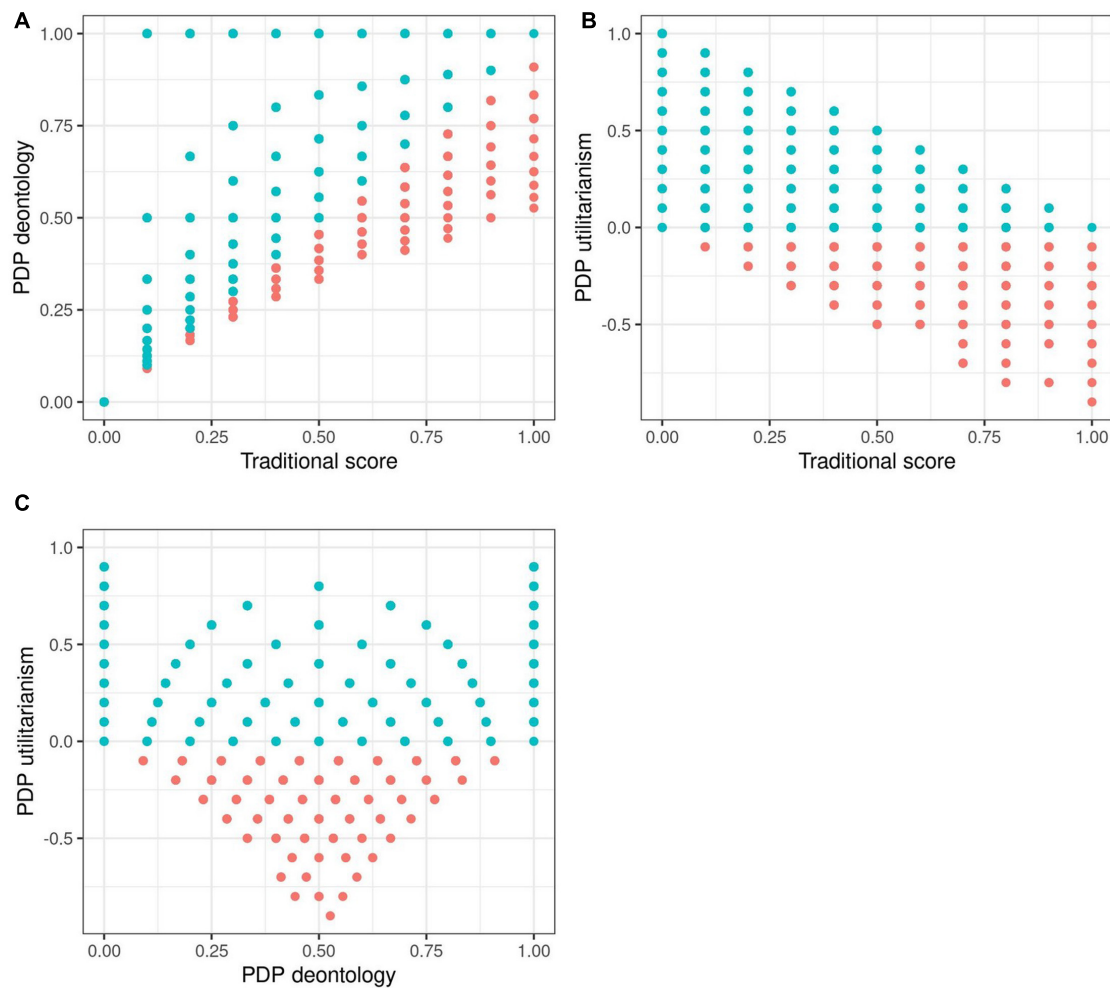 A
PDP deontology
1.00
0.75
0.50
0.25
0.00
0.00 0.25 0.50 0.75 1.00
Traditional score
B
PDP utilitarianism
1.0
0.5
0.0
-0.5
0.00 0.25 0.50 0.75 1.00
Traditional score
C
PDP utilitarianism
1.0
0.5
0.0
-0.5
0.00 0.25 0.50 0.75 1.00
PDP deontology